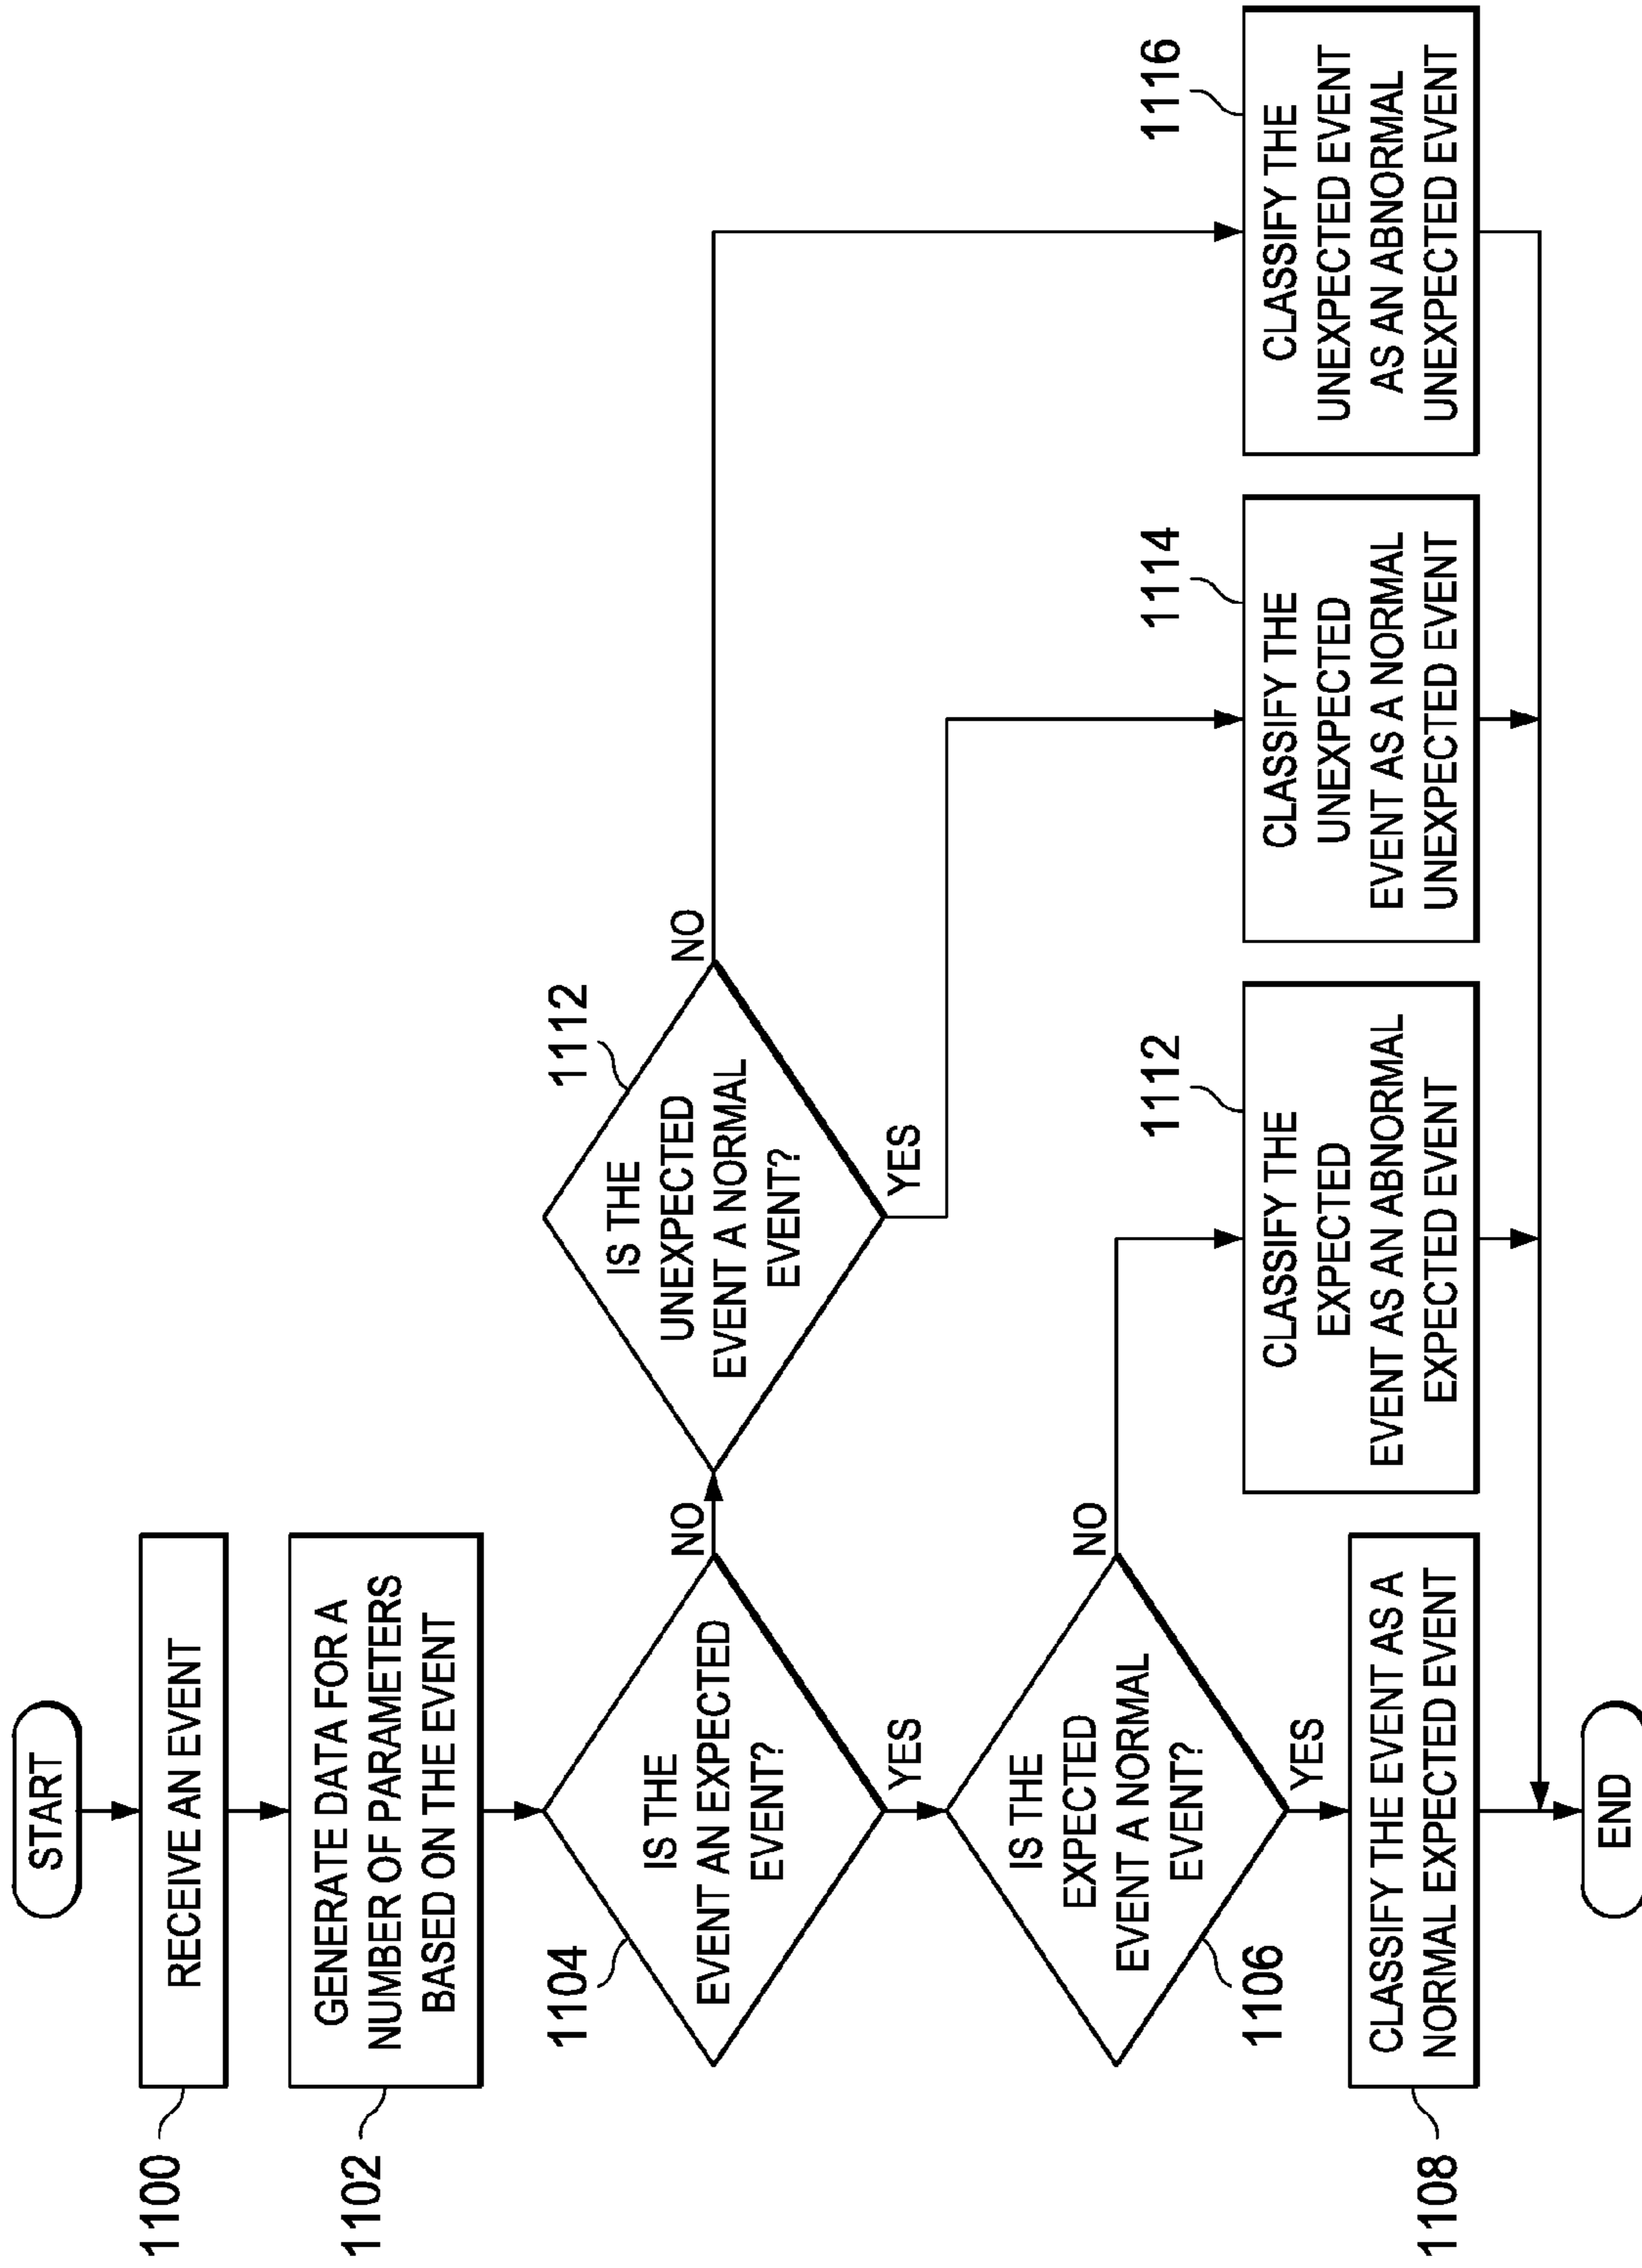 START
1100
RECEIVE AN EVENT
1102
GENERATE DATA FOR A
NUMBER OF PARAMETERS
BASED ON THE EVENT
1104
IS THE
EVENT AN EXPECTED
EVENT?
NO
YES
1112
IS THE
UNEXPECTED
EVENT A NORMAL
EVENT?
NO
YES
1106
IS THE
EXPECTED
EVENT A NORMAL
EVENT?
NO
YES
1108
CLASSIFY THE EVENT AS A
NORMAL EXPECTED EVENT
1112
CLASSIFY THE
EXPECTED
EVENT AS AN ABNORMAL
EXPECTED EVENT
1114
CLASSIFY THE
UNEXPECTED
EVENT AS A NORMAL
UNEXPECTED EVENT
1116
CLASSIFY THE
UNEXPECTED EVENT
AS AN ABNORMAL
UNEXPECTED EVENT
END